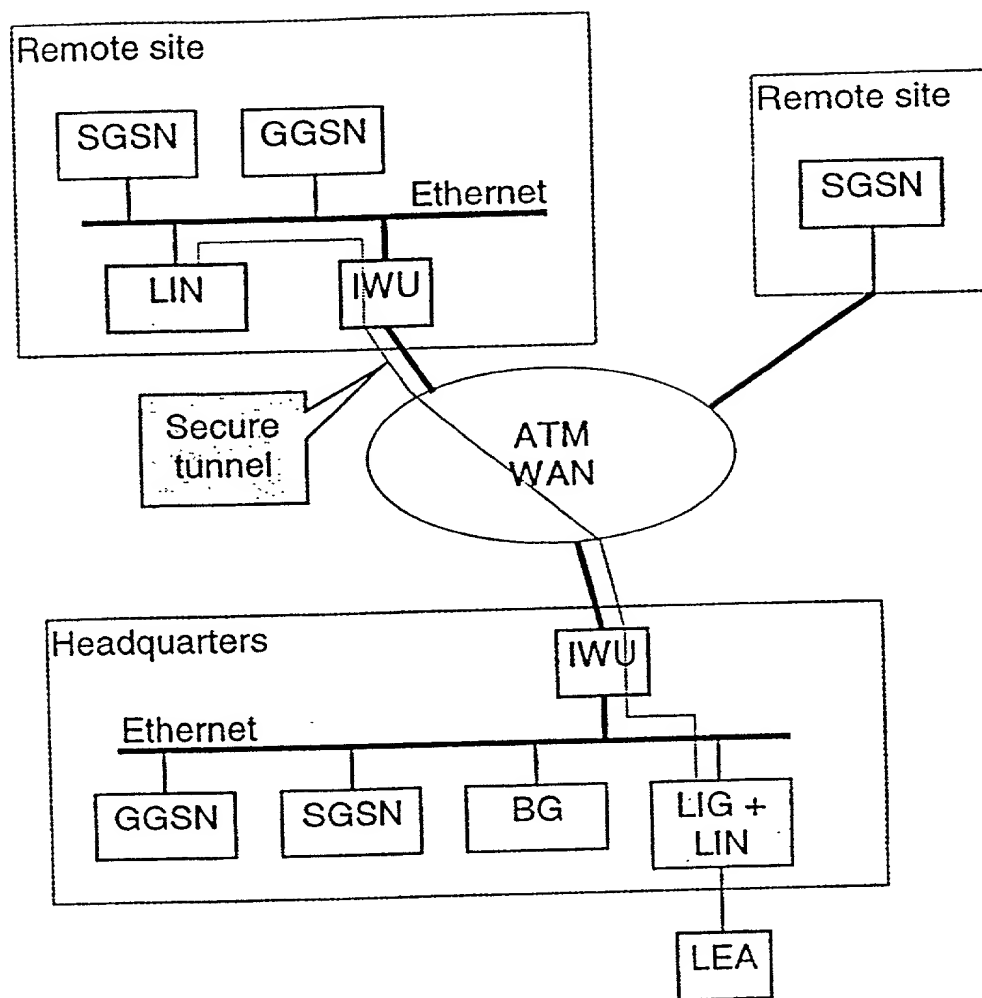 Remote site
SGSN
GGSN
Ethernet
LIN
IWU
Remote site
SGSN
Secure
tunnel
ATM
WAN
Headquarters
IWU
Ethernet
GGSN
SGSN
BG
LIG +
LIN
LEA